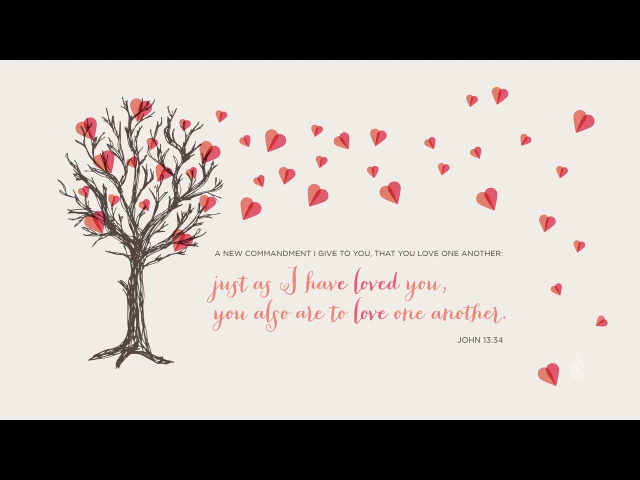 A NEW COMMANDMENT I GIVE TO YOU, THAT YOU LOVE ONE ANOTHER:
just as I have loved you,
you also are to love one another.
JOHN 13:34